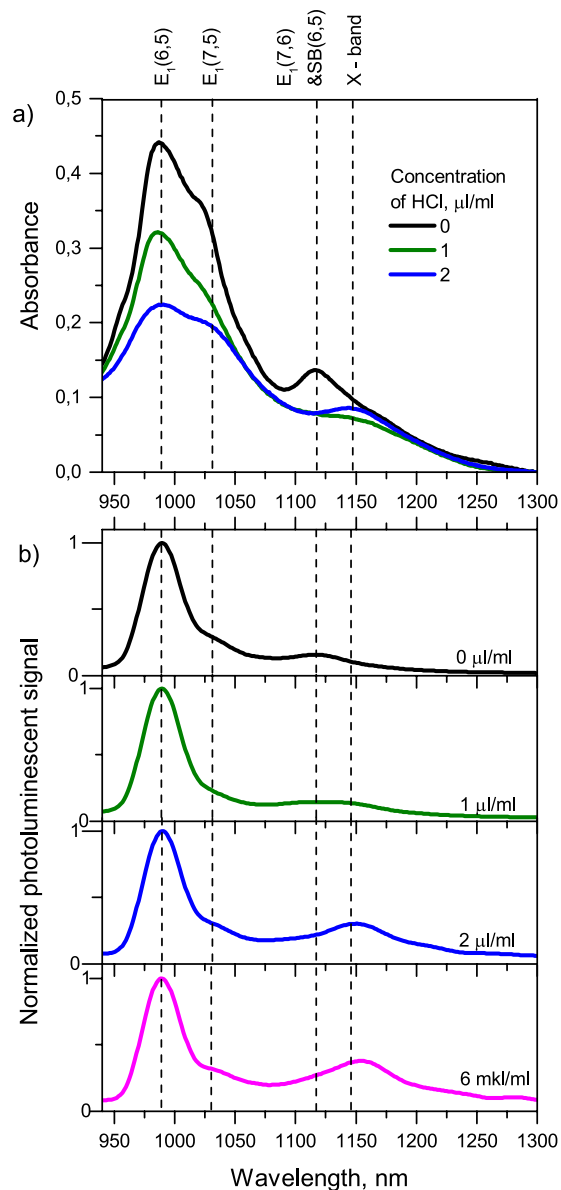 E1(6,5)
E1(7,5)
E1(7,6)
&SB(6,5)
X - band
a)
0,5
0,4
0,3
0,2
0,1
0,0
Absorbance
Concentration
of HCl, µl/ml
0
1
2
950 1000 1050 1100 1150 1200 1250 1300
b)
Normalized photoluminescent signal
1
0
0 µl/ml
1
0
1 µl/ml
1
0
2 µl/ml
1
0
6 mkl/ml
950 1000 1050 1100 1150 1200 1250 1300
Wavelength, nm